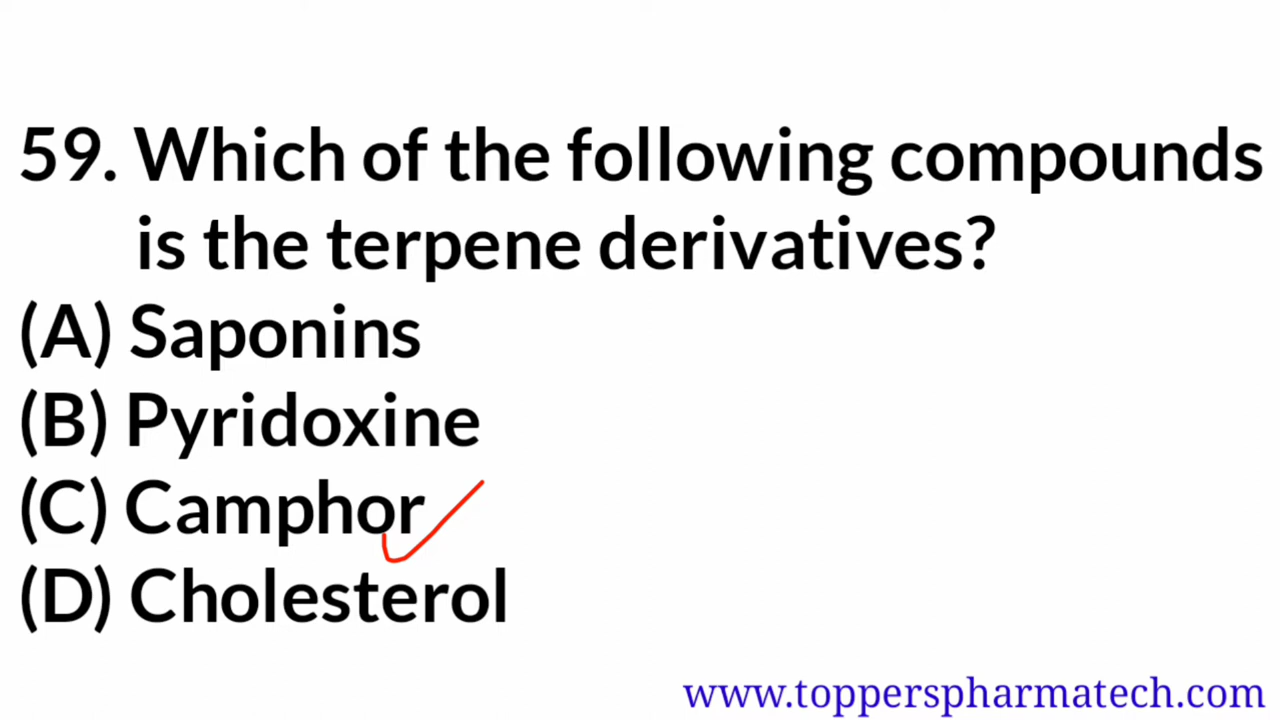 59. Which of the following compounds
is the terpene derivatives?
(A) Saponins
(B) Pyridoxine
(C) Camphor
(D) Cholesterol
www.topperspharmatech.com